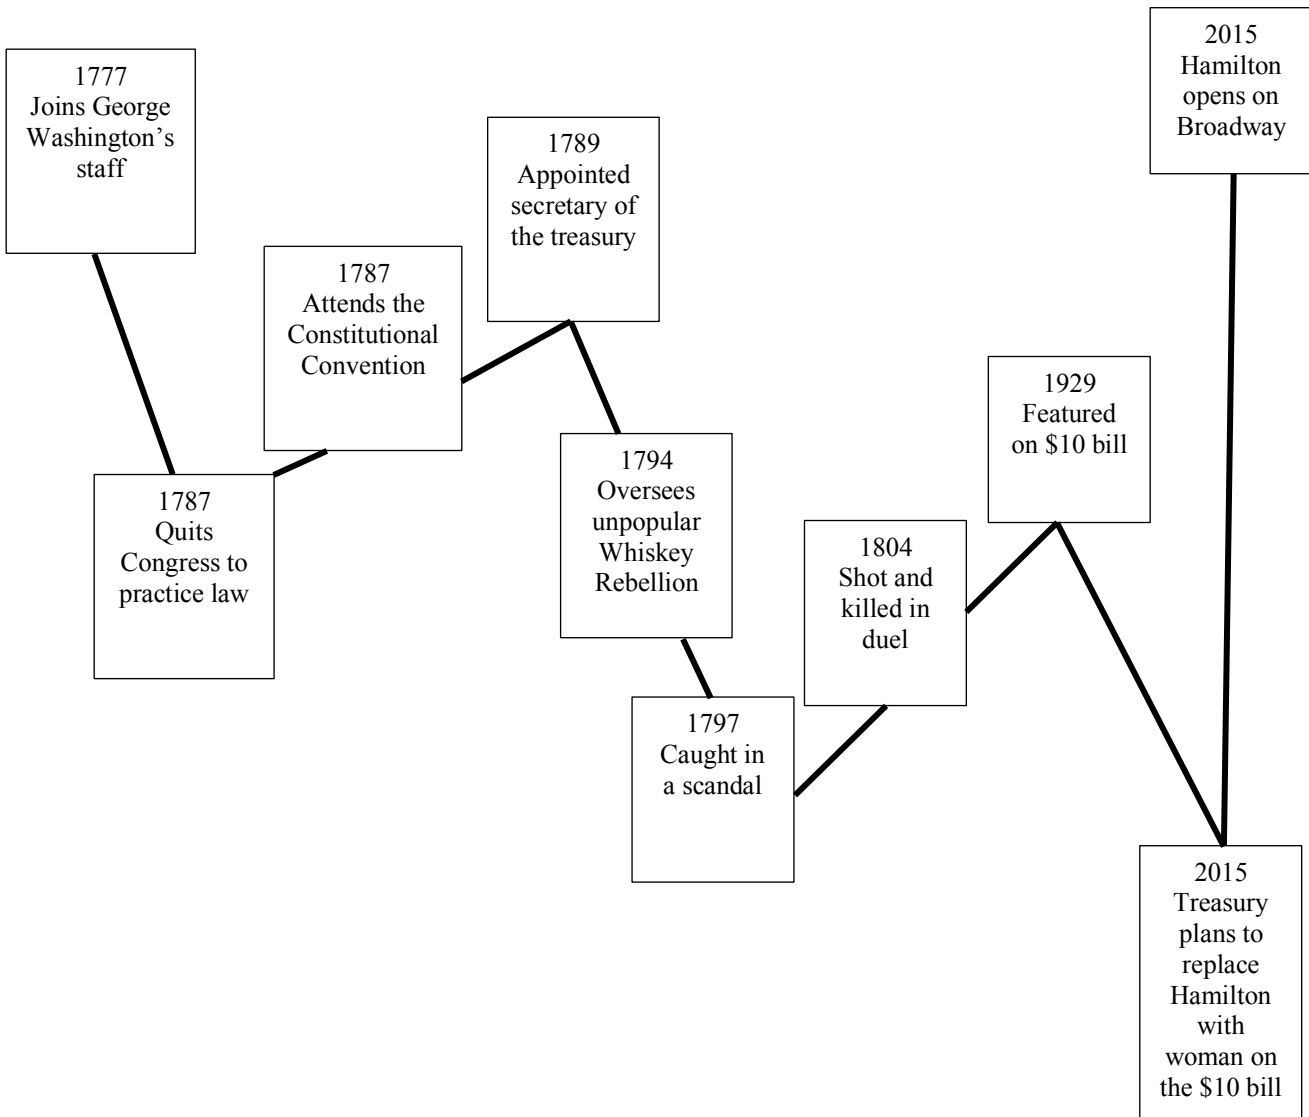 1777
Joins George
Washington’s
staff
1787
Quits
Congress to
practice law
1787
Attends the
Constitutional
Convention
1789
Appointed
secretary of
the treasury
1794
Oversees
unpopular
Whiskey
Rebellion
1797
Caught in
a scandal
1804
Shot and
killed in
duel
1929
Featured
on $10 bill
2015
Treasury
plans to
replace
Hamilton
with
woman on
the $10 bill
2015
Hamilton
opens on
Broadway